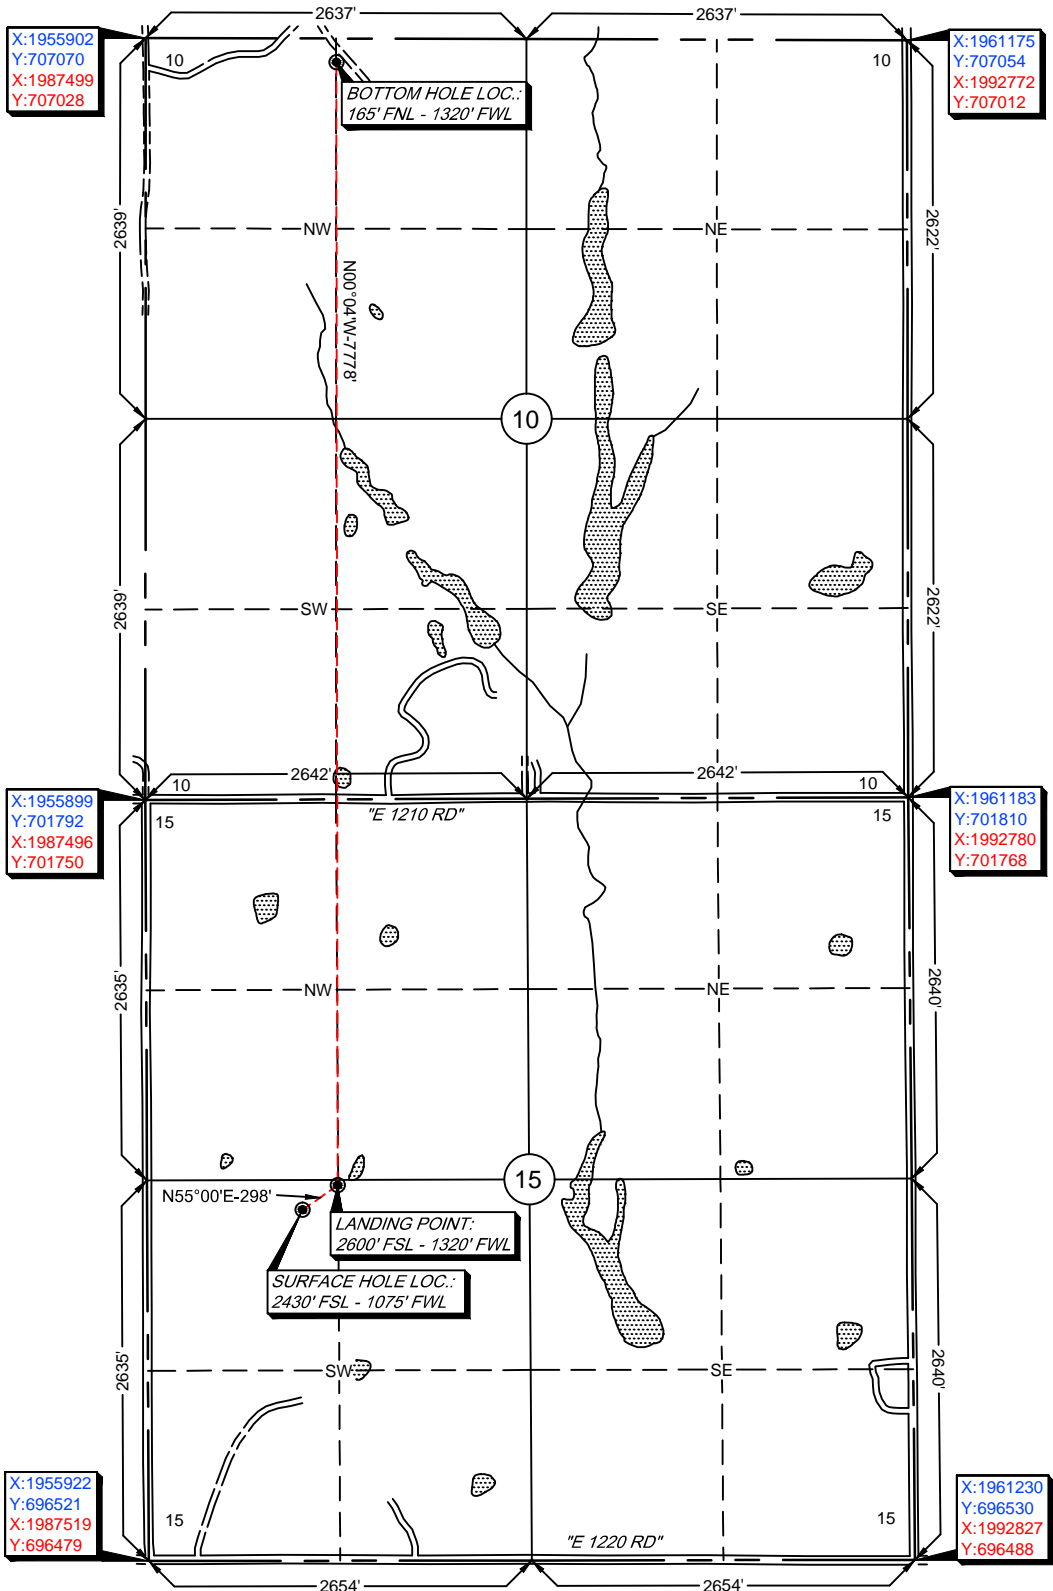 2637'
2637'
X:1955902
Y:707070
X:1987499
Y:707028
10
10
X:1961175
Y:707054
X:1992772
Y:707012
BOTTOM HOLE LOC.:
165' FNL - 1320' FWL
2639'
NW
NE
2622'
N00°04'W-7778'
10
2639'
SW
SE
2622'
2642'
2642'
10
10
X:1955899
Y:701792
X:1987496
Y:701750
15
"E 1210 RD"
15
X:1961183
Y:701810
X:1992780
Y:701768
2635'
NW
NE
2640'
15
N55°00'E-298'
LANDING POINT:
2600' FSL - 1320' FWL
SURFACE HOLE LOC.:
2430' FSL - 1075' FWL
2635'
SW
SE
2640'
X:1955922
Y:696521
X:1987519
Y:696479
15
"E 1220 RD"
15
X:1961230
Y:696530
X:1992827
Y:696488
2654'
2654'